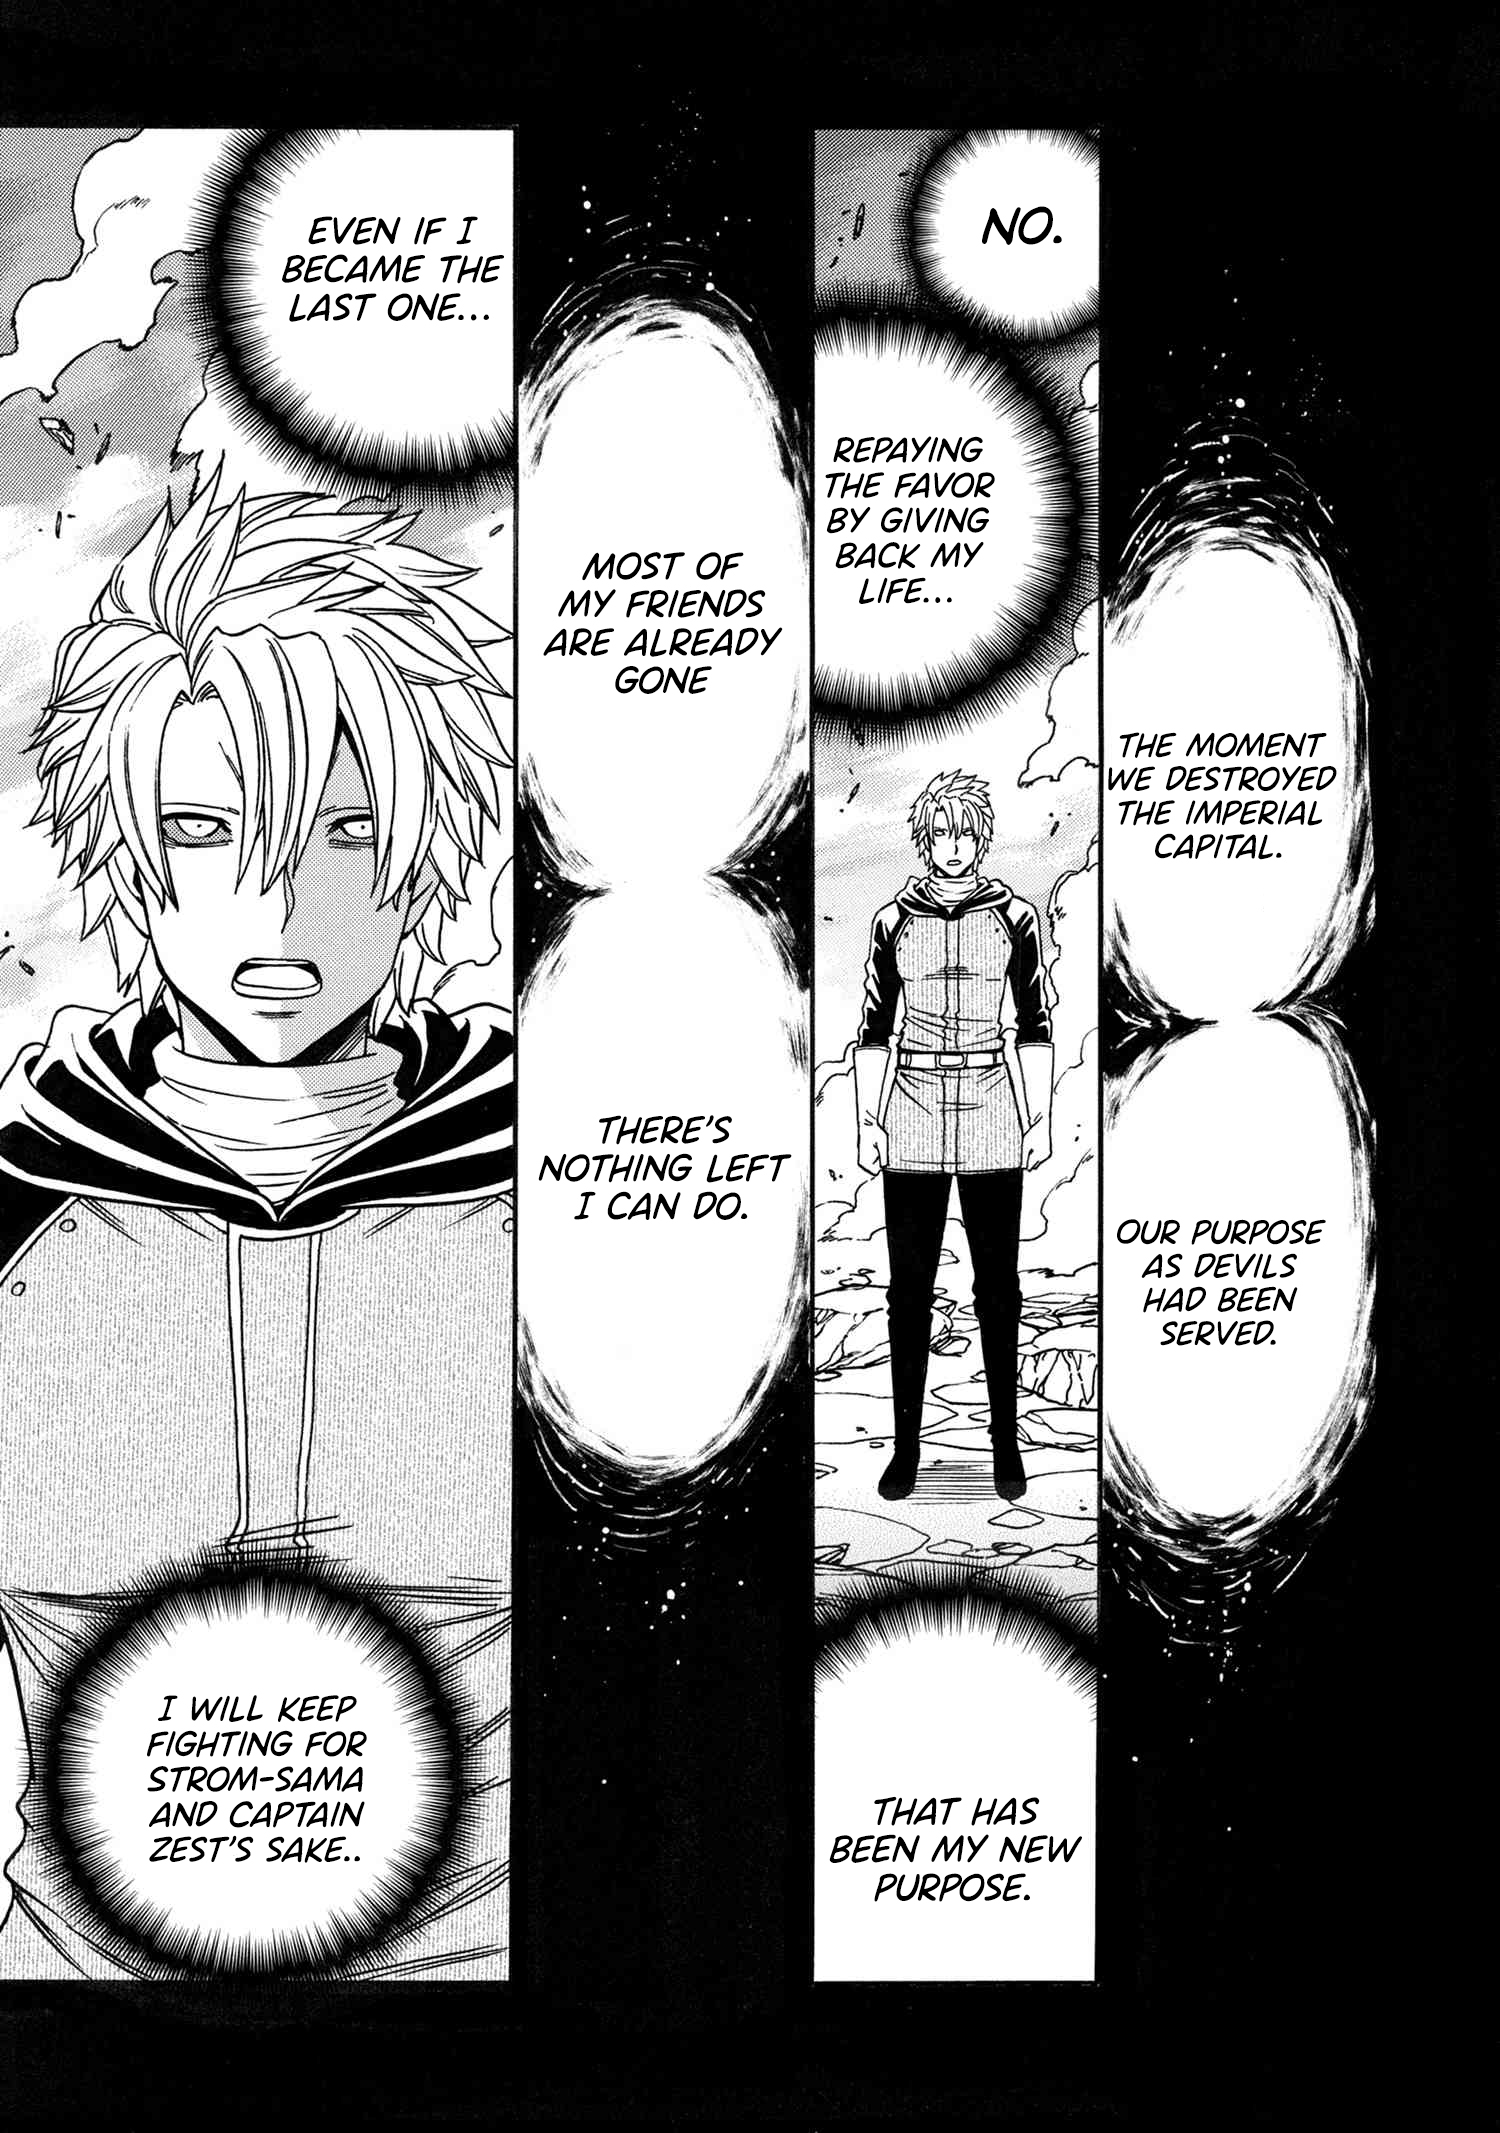 THE MOMENT
WE DESTROYED
THE IMPERIAL
CAPITAL.
OUR PURPOSE
AS DEVILS
HAD BEEN
SERVED.
NO.
REPAYING
THE FAVOR
BY GIVING
BACK MY
LIFE...
THAT HAS
BEEN MY NEW
PURPOSE.
MOST OF
MY FRIENDS
ARE ALREADY
GONE
THERE'S
NOTHING LEFT
I CAN DO.
EVEN IF I
BECAME THE
LAST ONE...
I WILL KEEP
FIGHTING FOR
STROM-SAMA
AND CAPTAIN
ZEST'S SAKE..